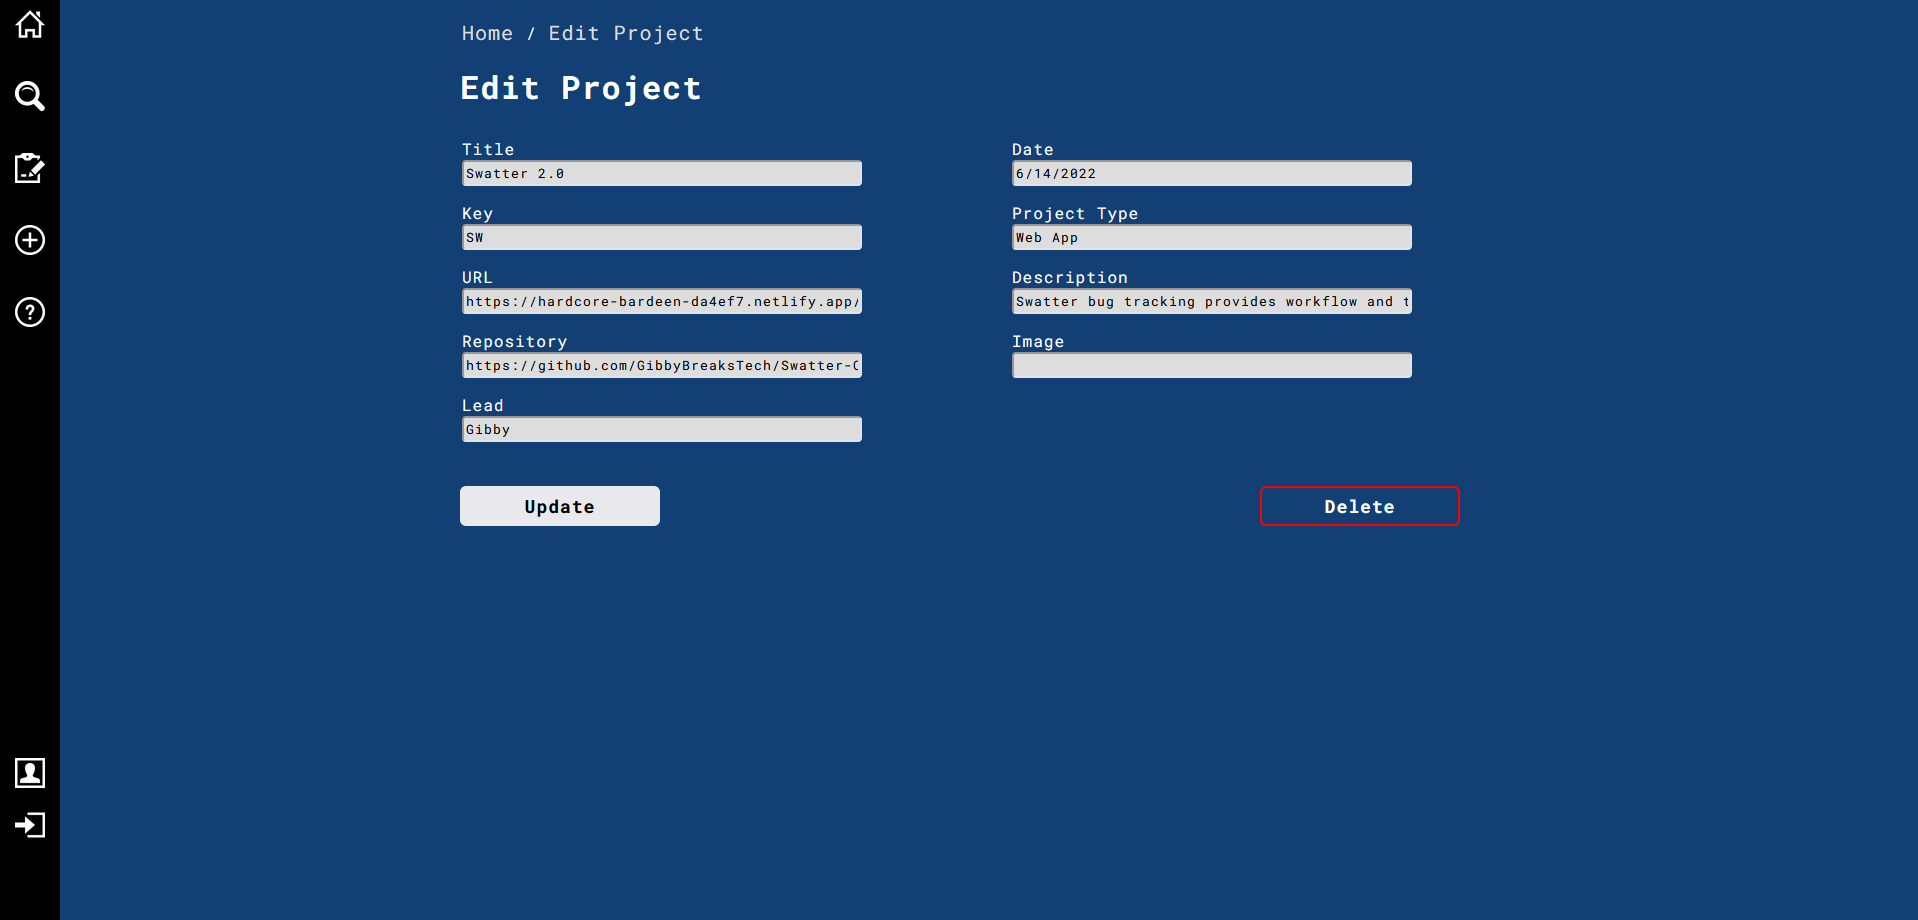 Home / Edit Project
Edit Project
Title
Swatter 2.0
Key
SW
URL
https://hardcore-bardeen-da4ef7.netlify.app/
Repository
https://github.com/GibbyBreaksTech/Swatter-
Lead
Gibby
Date
6/14/2022
Project Type
Web App
Description
Swatter bug tracking provides workflow and t
Image
Update
Delete